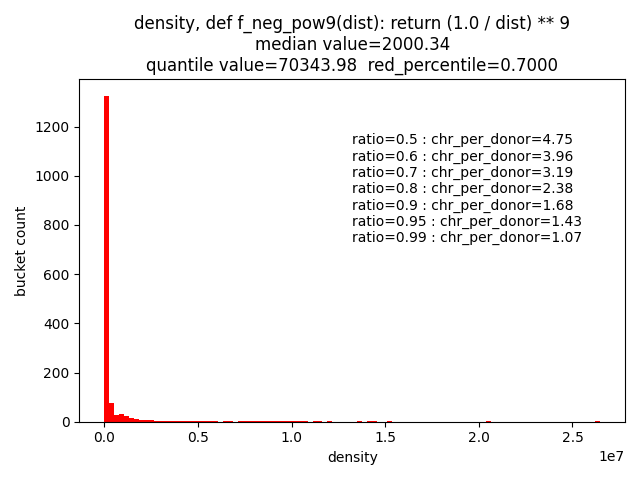 density, def f_neg_pow9(dist): return (1.0 / dist) ** 9
median value=2000.34
quantile value=70343.98  red_percentile=0.7000
ratio=0.5 : chr_per_donor=4.75
ratio=0.6 : chr_per_donor=3.96
ratio=0.7 : chr_per_donor=3.19
ratio=0.8 : chr_per_donor=2.38
ratio=0.9 : chr_per_donor=1.68
ratio=0.95 : chr_per_donor=1.43
ratio=0.99 : chr_per_donor=1.07
bucket count
1200
1000
800
600
400
200
0
0.0 0.5 1.0 1.5 2.0 2.5
1e7
density